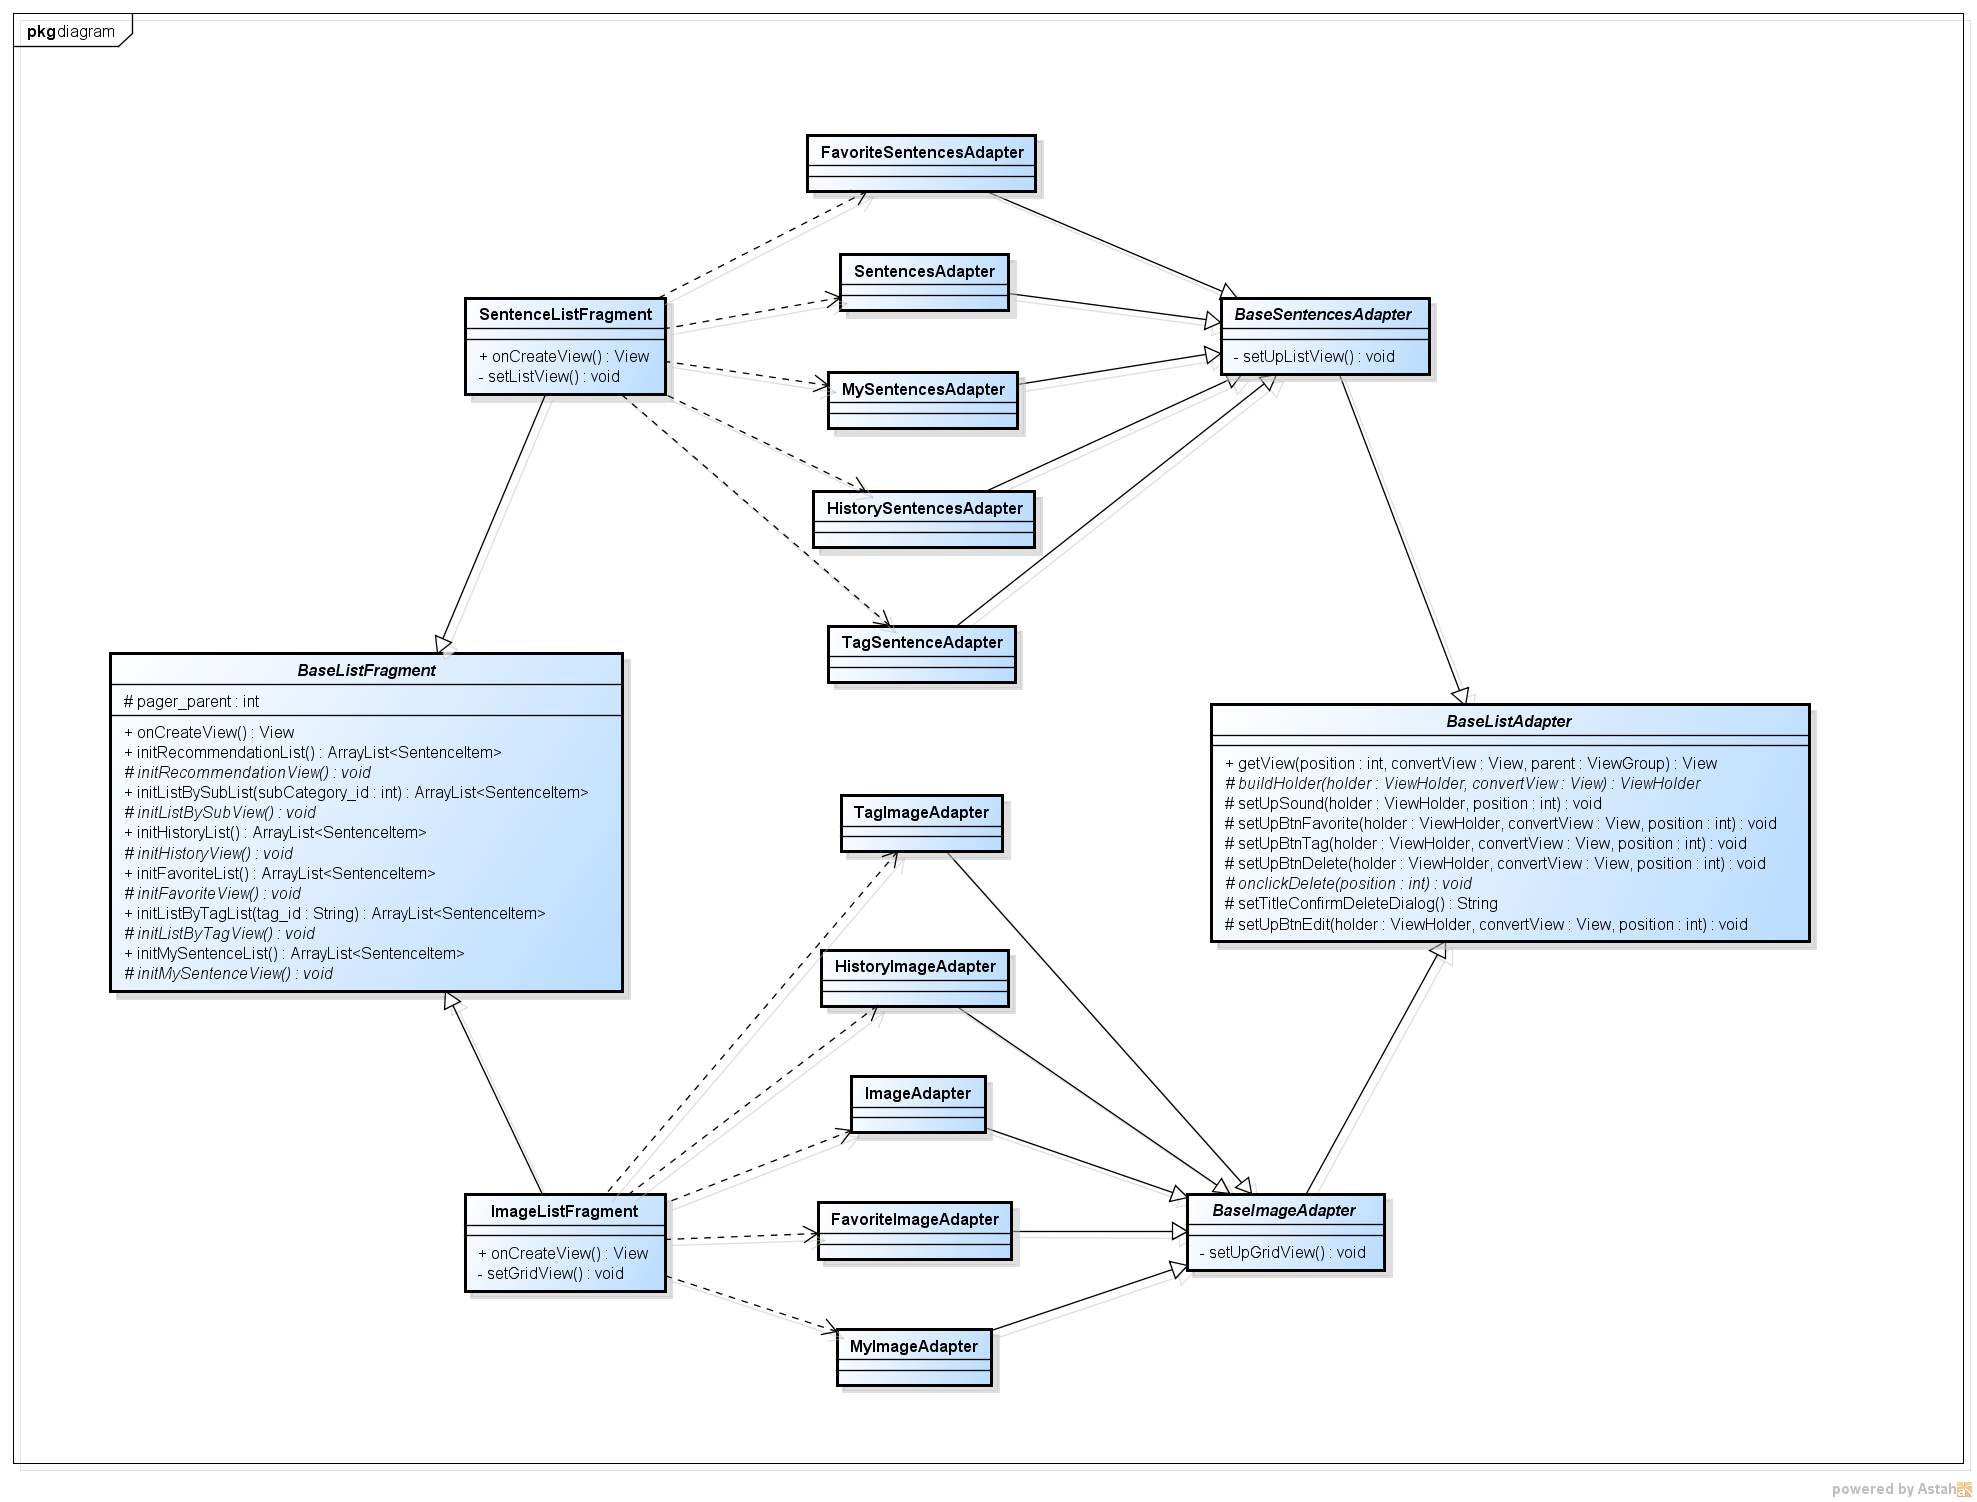 pkg diagram
FavoriteSentencesAdapter
SentencesAdapter
SentenceListFragment
+ onCreateView() : View
- setListView() : void
BaseSentencesAdapter
- setUpListView() : void
MySentencesAdapter
HistorySentencesAdapter
TagSentenceAdapter
BaseListFragment
# pager_parent : int
+ onCreateView() : View
+ initRecommendationList() : ArrayList<SentenceItem>
# initRecommendationView() : void
+ initListBySubList(subCategory_id : int) : ArrayList<SentenceItem>
# initListBySubView() : void
+ initHistoryList() : ArrayList<SentenceItem>
# initHistoryView() : void
+ initFavoriteList() : ArrayList<SentenceItem>
# initFavoriteView() : void
+ initListByTagList(tag_id : String) : ArrayList<SentenceItem>
# initListByTagView() : void
+ initMySentenceList() : ArrayList<SentenceItem>
# initMySentenceView() : void
BaseListAdapter
+ getView(position : int, convertView : View, parent : ViewGroup) : View
# buildHolder(holder : ViewHolder, convertView : View) : ViewHolder
# setUpSound(holder : ViewHolder, position : int) : void
# setUpBtnFavorite(holder : ViewHolder, convertView : View, position : int) : void
# setUpBtnTag(holder : ViewHolder, convertView : View, position : int) : void
# setUpBtnDelete(holder : ViewHolder, convertView : View, position : int) : void
# onclickDelete(position : int) : void
# setTitleConfirmDeleteDialog() : String
# setUpBtnEdit(holder : ViewHolder, convertView : View, position : int) : void
TagImageAdapter
HistoryImageAdapter
ImageAdapter
ImageListFragment
+ onCreateView() : View
- setGridView() : void
FavoriteImageAdapter
BaseImageAdapter
- setUpGridView() : void
MyImageAdapter
powered by Astah